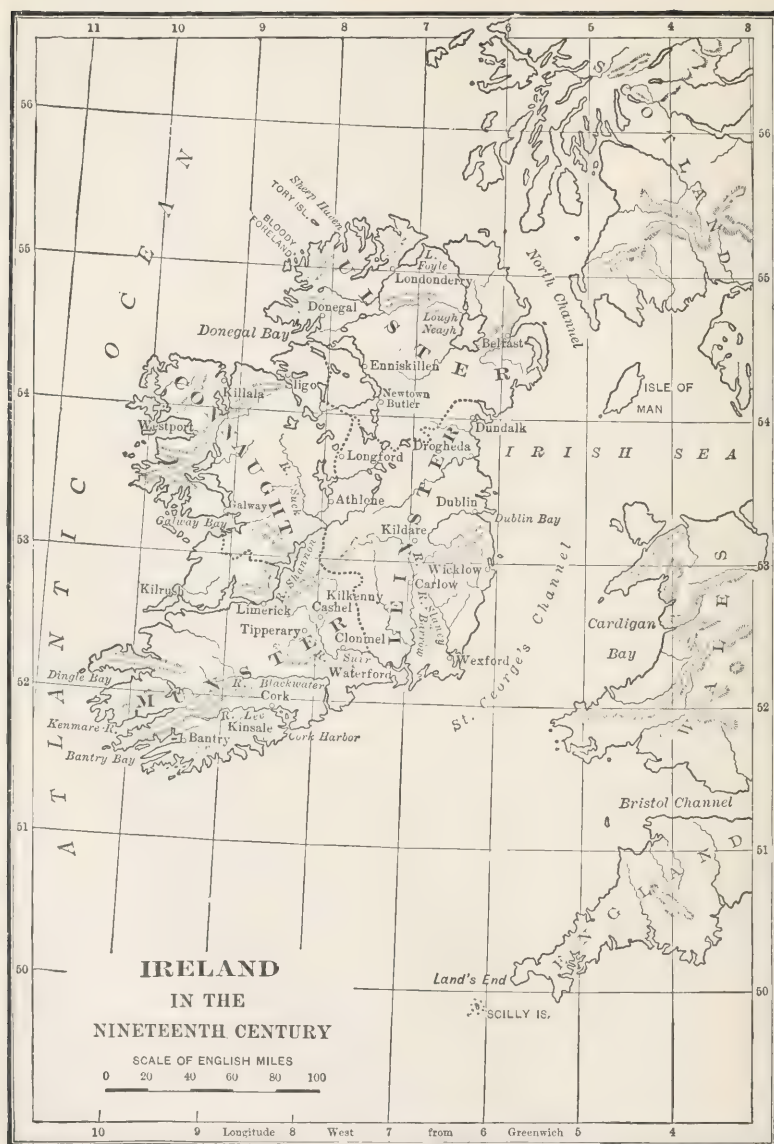 11 10 9 8 7 6 5 4 3
56
55
54
53
52
51
50
56
55
54
53
52
51
50
ATLANTIC OCEAN
SCOTLAND
Sheep Haven
TORY ISL.
BLOODY
FORELAND
ULSTER
L.
Foyle
Londonderry
North Channel
Donegal
Lough
Neagh
Donegal Bay
Belfast
Enniskillen
CONNAUGHT
Killala
Sligo
Newtown
Butler
ISLE OF
MAN
Westport
Dundalk
Drogheda
Longford
IRISH SEA
R. Suck
Athlone
LEINSTER
Galway
Dublin
Galway Bay
Dublin Bay
Kildare
R. Shannon
Wicklow
Carlow
Kilrush
Kilkenny
Limerick
Cashel
R. Barrow
Slaney
Tipperary
Clonmel
Suir
Wexford
Waterford
St. George's Channel
Cardigan
Bay
WALES
MUNSTER
Dingle Bay
R. Blackwater
Cork
Kenmare R.
R. Lee
Kinsale
Cork Harbor
Bantry
Bantry Bay
Bristol Channel
ENGLAND
Land's End
SCILLY IS.
IRELAND
IN THE
NINETEENTH CENTURY
SCALE OF ENGLISH MILES
0 20 40 60 80 100
10 9 Longitude 8 West 7 from 6 Greenwich 5 4